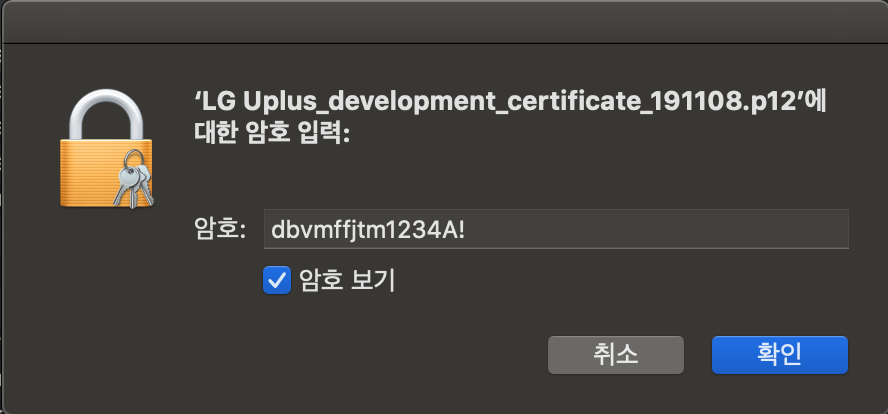 ‘LG Uplus_development_certificate_191108.p12’에
대한 암호 입력:
암호: dbvmffjtm1234A!
암호 보기
취소 확인